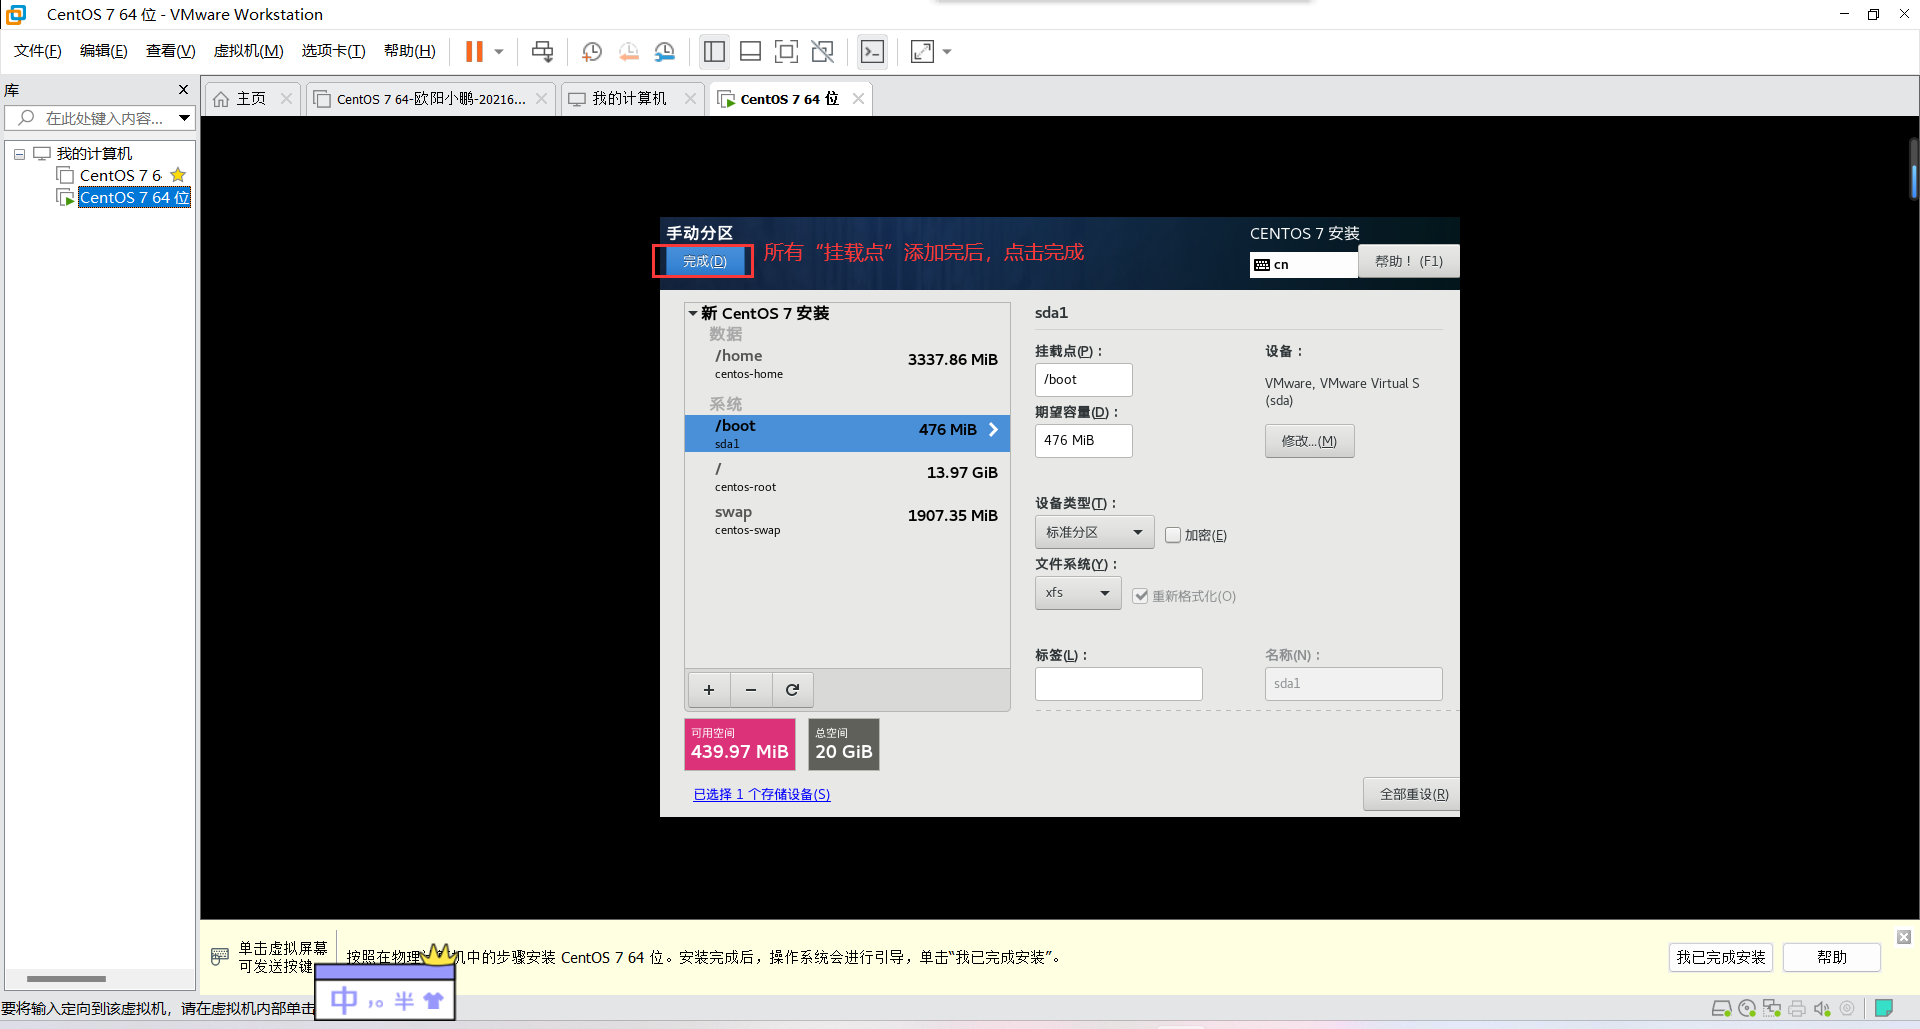 CentOS 7 64 位 - VMware Workstation
文件(F) 编辑(E) 查看(V) 虚拟机(M) 选项卡(T) 帮助(H)
库
在此处键入内容...
主页
CentOS 7 64-欧阳小鹏-20216...
我的计算机
CentOS 7 64 位
我的计算机
CentOS 7 6
CentOS 7 64 位
手动分区
完成(D)
所有“挂载点”添加完后，点击完成
CENTOS 7 安装
cn
帮助！ (F1)
新 CentOS 7 安装
数据
/home
3337.86 MiB
centos-home
系统
/boot
476 MiB
sda1
/
13.97 GiB
centos-root
swap
1907.35 MiB
centos-swap
+ −
可用空间
439.97 MiB
总空间
20 GiB
已选择 1 个存储设备(S)
sda1
挂载点(P)：
/boot
期望容量(D)：
476 MiB
设备：
VMware, VMware Virtual S
(sda)
修改...(M)
设备类型(T)：
标准分区
加密(E)
文件系统(Y)：
xfs
重新格式化(O)
标签(L)：
名称(N)：
sda1
全部重设(R)
单击虚拟屏幕
可发送按键
按照在物理 机中的步骤安装 CentOS 7 64 位。安装完成后，操作系统会进行引导，单击“我已完成安装”。
我已完成安装
帮助
要将输入定向到该虚拟机，请在虚拟机内部单击
中 ，。 半